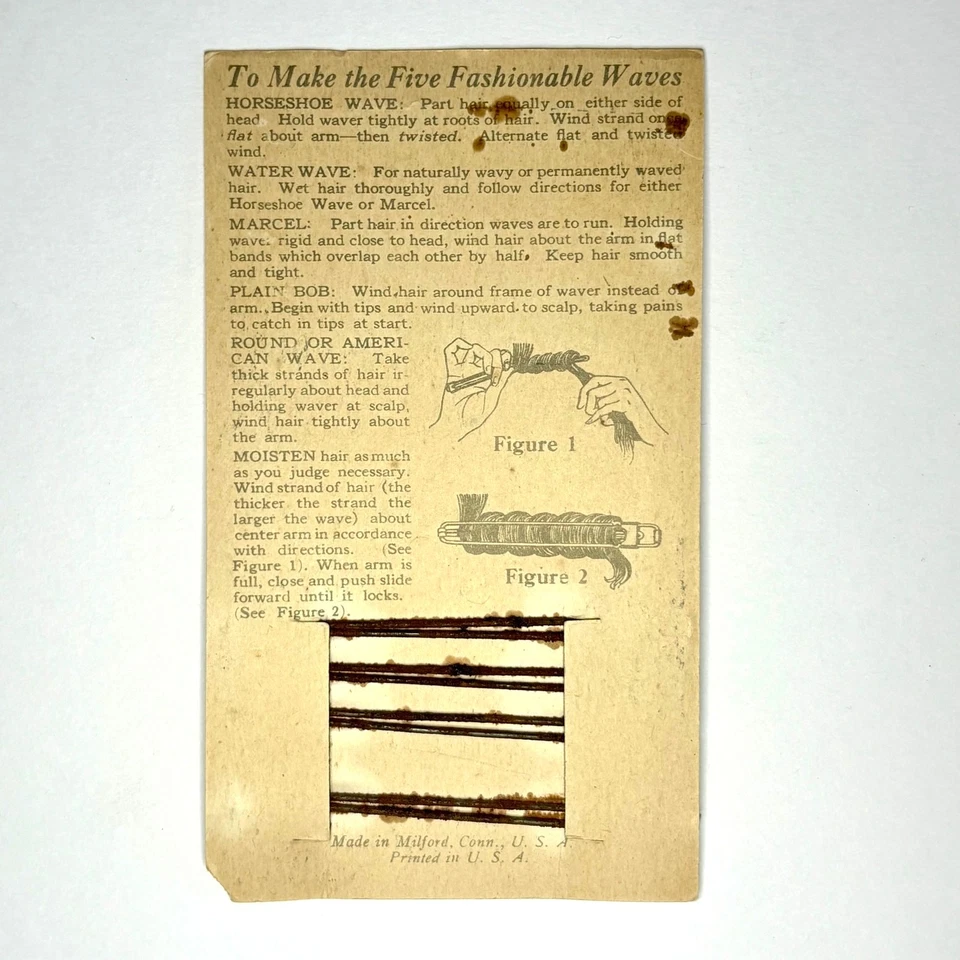 To Make the Five Fashionable Waves
HORSESHOE WAVE: Part hair equally on either side of
head. Hold waver tightly at roots of hair. Wind strand once
flat about arm—then twisted. Alternate flat and twisted
wind.
WATER WAVE: For naturally wavy or permanently waved
hair. Wet hair thoroughly and follow directions for either
Horseshoe Wave or Marcel.
MARCEL: Part hair in direction waves are to run. Holding
waver rigid and close to head, wind hair about the arm in flat
bands which overlap each other by half. Keep hair smooth
and tight.
PLAIN BOB: Wind hair around frame of waver instead of
arm. Begin with tips and wind upward to scalp, taking pains
to catch in tips at start.
ROUND OR AMERI-
CAN WAVE: Take
thick strands of hair ir-
regularly about head and
holding waver at scalp,
wind hair tightly about
the arm.
MOISTEN hair as much
as you judge necessary.
Wind strand of hair (the
thicker the strand the
larger the wave) about
center arm in accordance
with directions. (See
Figure 1). When arm is
full, close and push slide
forward until it locks.
(See Figure 2).
Figure 1
Figure 2
Made in Milford, Conn., U. S. A.
Printed in U. S. A.